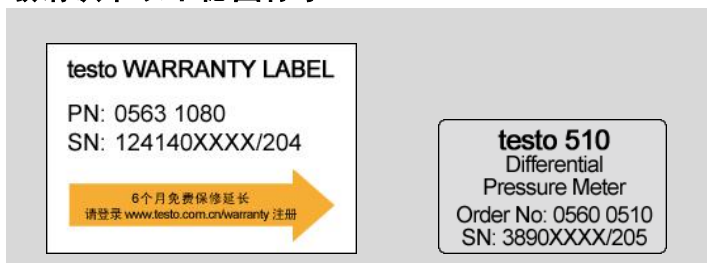 testo WARRANTY LABEL
PN: 0563 1080
SN: 124140XXXX/204
6个月免费保修延长
请登录 www.testo.com.cn/warranty 注册
testo 510
Differential
Pressure Meter
Order No: 0560 0510
SN: 3890XXXX/205